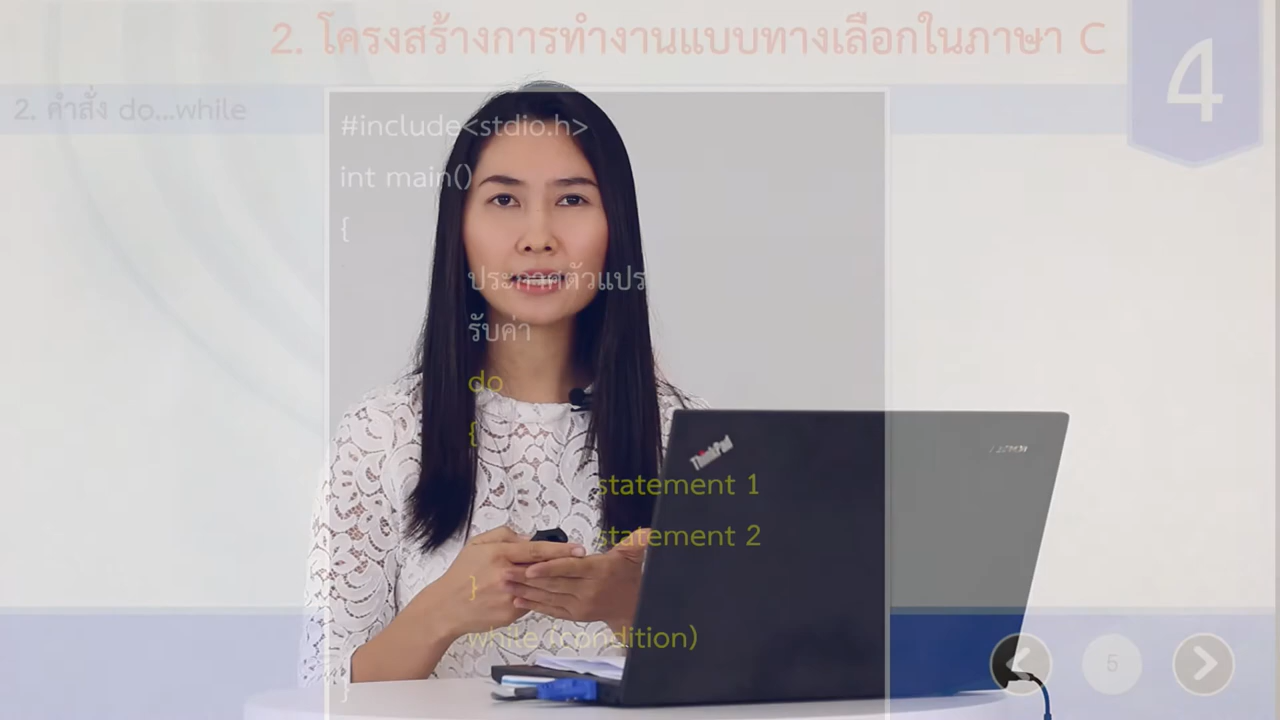 2. โครงสร้างการทำงานแบบทางเลือกในภาษา C
4
2. คำสั่ง do...while
#include<stdio.h>
int main()
{
ประกาศตัวแปร
รับค่า
do
{
statement 1
statement 2
}
while (condition)
}
ThinkPad
5